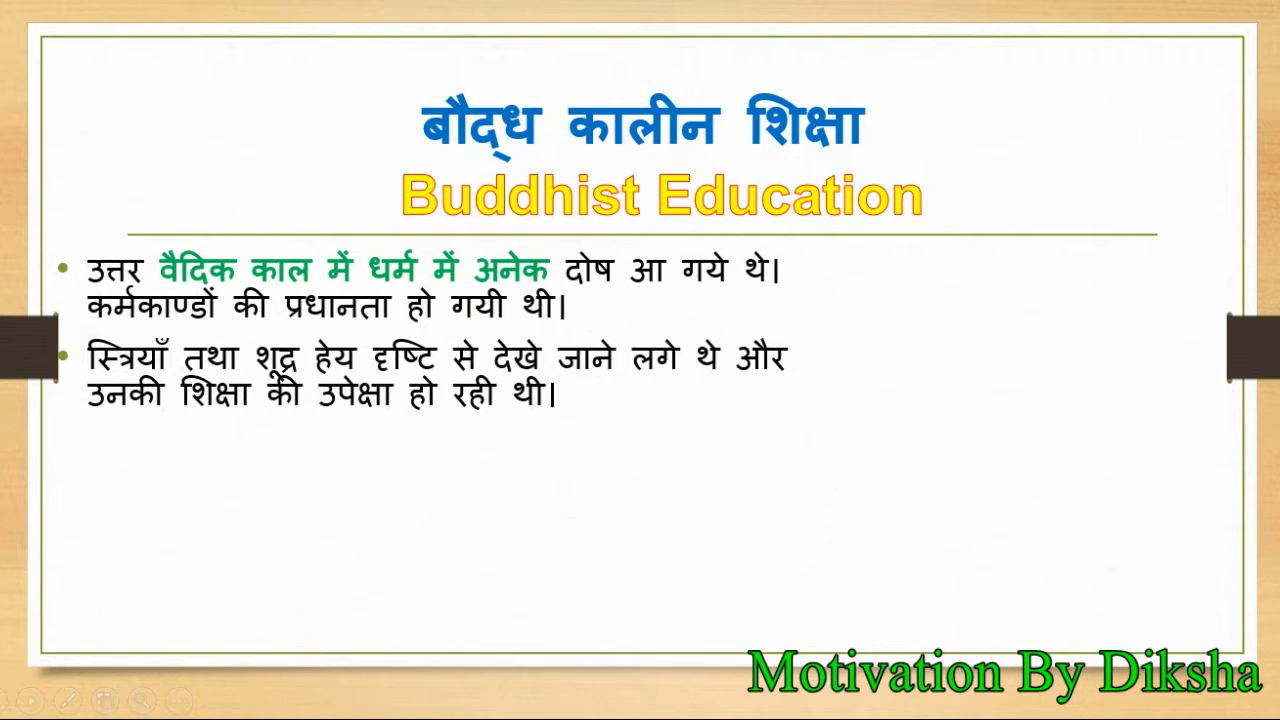 बौद्ध कालीन शिक्षा
Buddhist Education
• उत्तर वैदिक काल में धर्म में अनेक दोष आ गये थे।
कर्मकाण्डों की प्रधानता हो गयी थी।
• स्त्रियाँ तथा शूद्र हेय दृष्टि से देखे जाने लगे थे और
उनकी शिक्षा की उपेक्षा हो रही थी।
Motivation By Diksha